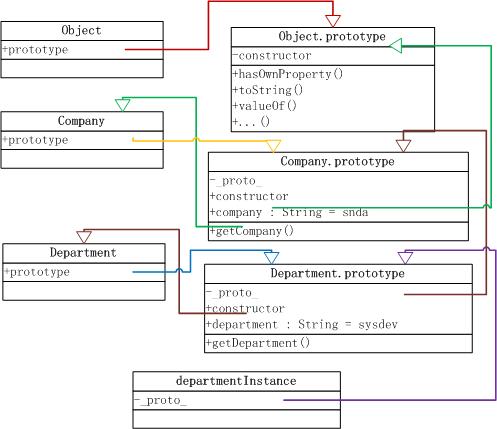 Object
+prototype
Object.prototype
-constructor
+hasOwnProperty()
+toString()
+valueOf()
+...()
Company
+prototype
Company.prototype
-_proto_
+constructor
+company : String = snda
+getCompany()
Department
+prototype
Department.prototype
-_proto_
+constructor
+department : String = sysdev
+getDepartment()
departmentInstance
-_proto_